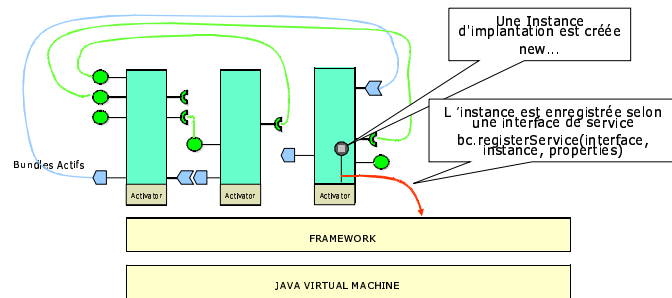 Une Instance
d'implantation est créée
new...
L 'instance est enregistrée selon
une interface de service
bc.registerService(interface,
instance, properties)
Bundles Actifs
Activator
Activator
Activator
FRAMEWORK
JAVA VIRTUAL MACHINE